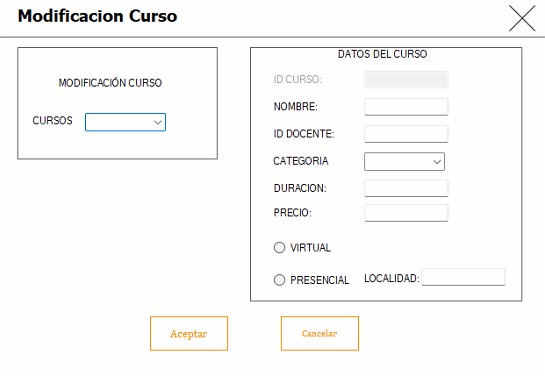 Modificacion Curso
MODIFICACIÓN CURSO
CURSOS
DATOS DEL CURSO
ID CURSO:
NOMBRE:
ID DOCENTE:
CATEGORIA
DURACION:
PRECIO:
VIRTUAL
PRESENCIAL LOCALIDAD:
Aceptar Cancelar